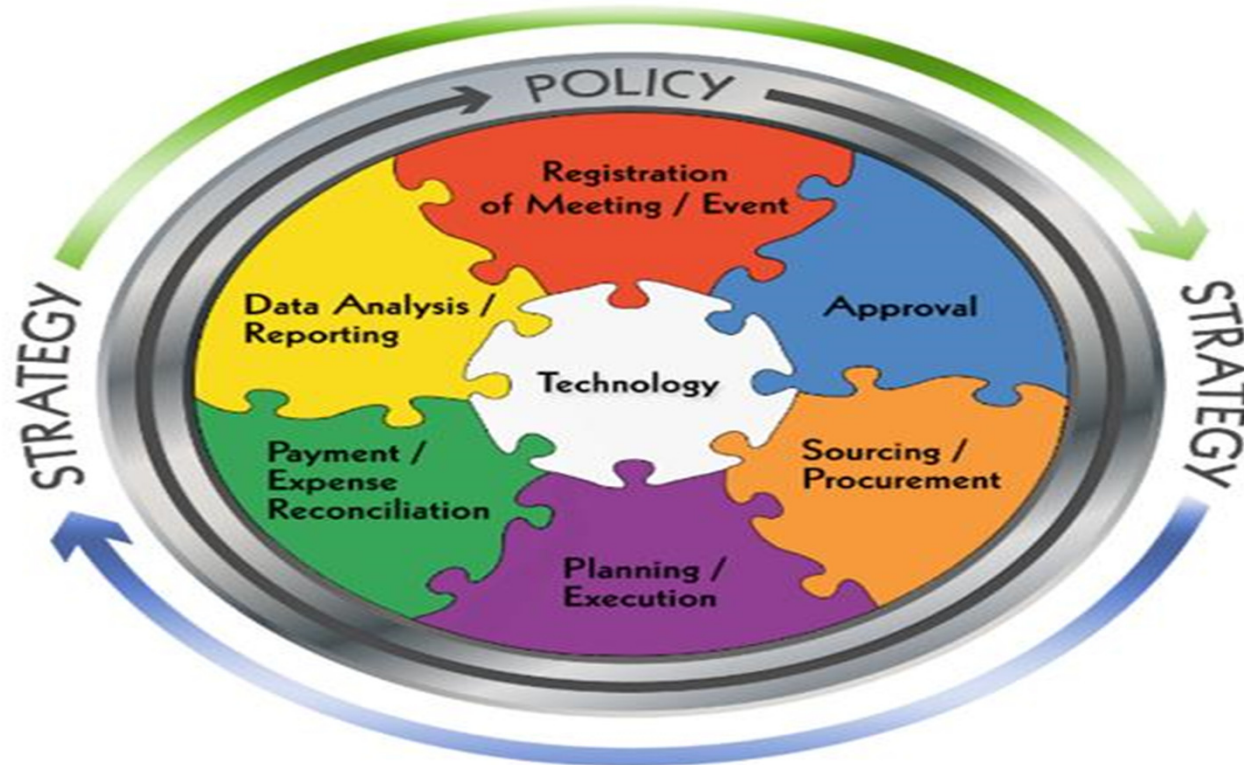 POLICY
Registration
of Meeting / Event
Approval
Sourcing /
Procurement
Planning /
Execution
Payment /
Expense
Reconciliation
Data Analysis /
Reporting
Technology
STRATEGY
STRATEGY